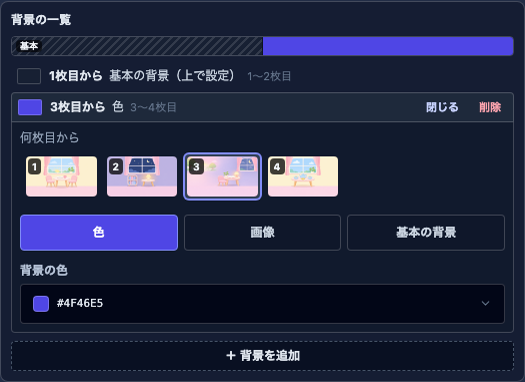 背景の一覧
基本
1枚目から 基本の背景（上で設定） 1〜2枚目
3枚目から 色 3〜4枚目 閉じる 削除
何枚目から
1 2 3 4
色 画像 基本の背景
背景の色
#4F46E5
+ 背景を追加